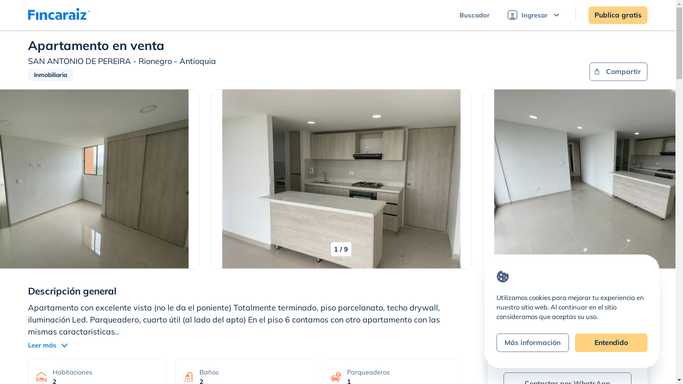 Fincaraiz
Buscador
Ingresar
Publica gratis
Apartamento en venta
SAN ANTONIO DE PEREIRA - Rionegro - Antioquia
Inmobiliaria
Compartir
1 / 9
Descripción general
Apartamento con excelente vista (no le da el poniente) Totalmente terminado, piso porcelanato, techo drywall,
iluminación Led. Parqueadero, cuarto útil (al lado del apto) En el piso 6 contamos con otro apartamento con las
mismas caractaristicas..
Leer más
Habitaciones
2
Baños
2
Parqueaderos
1
Utilizamos cookies para mejorar tu experiencia en
nuestro sitio web. Al continuar en el sitio
consideramos que aceptas su uso.
Más información
Entendido
Contactar por WhatsApp